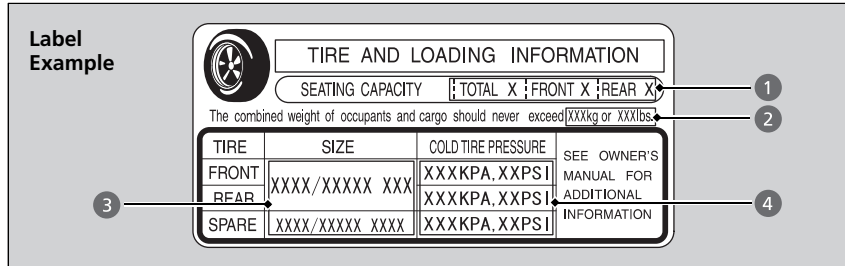 Label
Example
TIRE AND LOADING INFORMATION
SEATING CAPACITY TOTAL X FRONT X REAR X
1
The combined weight of occupants and cargo should never exceed XXXkg or XXXlbs.
2
TIRE SIZE COLD TIRE PRESSURE
SEE OWNER'S
MANUAL FOR
ADDITIONAL
INFORMATION
FRONT XXXX/XXXXX XXX XXXKPA,XXPSI
REAR XXXKPA,XXPSI
3
4
SPARE XXXX/XXXXX XXXX XXXKPA,XXPSI